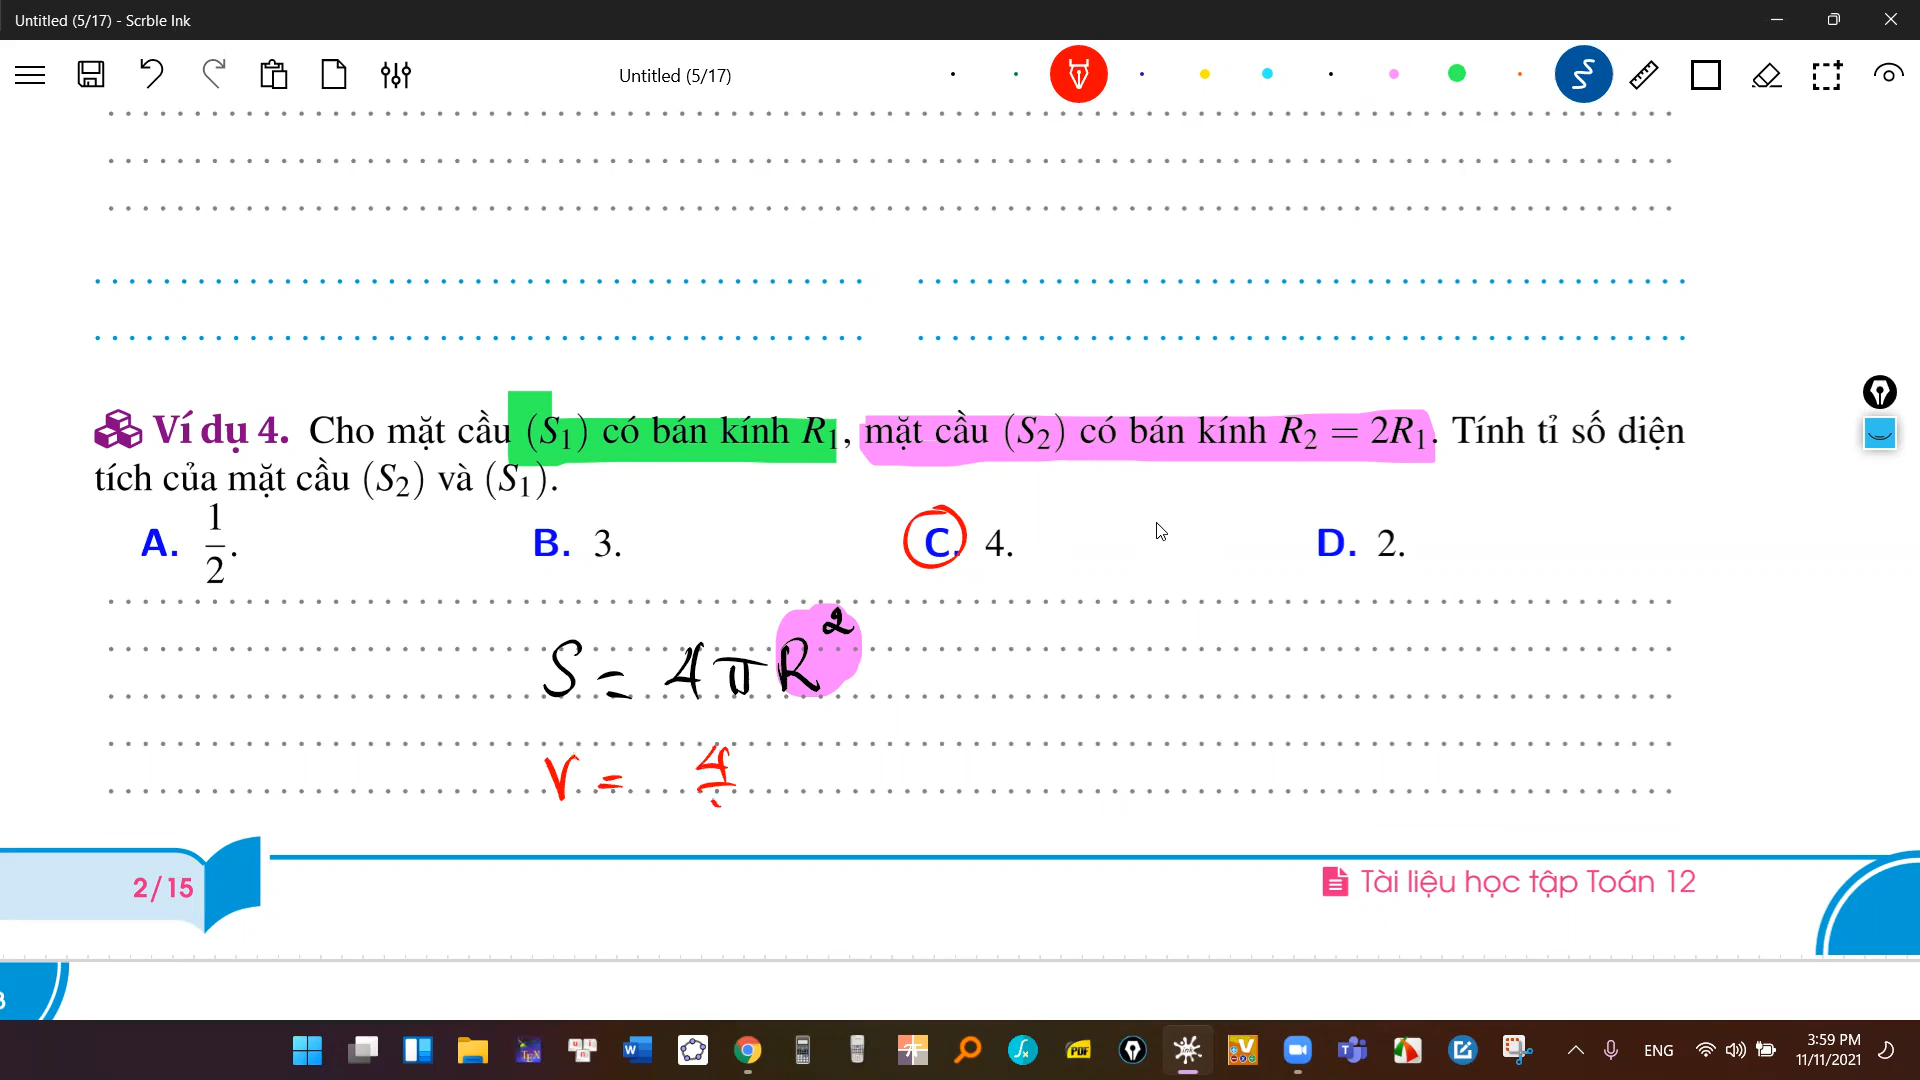 Untitled (5/17) - Scrble Ink
Untitled (5/17)
Ví dụ 4. Cho mặt cầu (S₁) có bán kính R₁, mặt cầu (S₂) có bán kính R₂ = 2R₁. Tính tỉ số diện
tích của mặt cầu (S₂) và (S₁).
A. 1/2. B. 3. C. 4. D. 2.
S = 4πR²
V = 4
2/15
Tài liệu học tập Toán 12
ENG
3:59 PM
11/11/2021